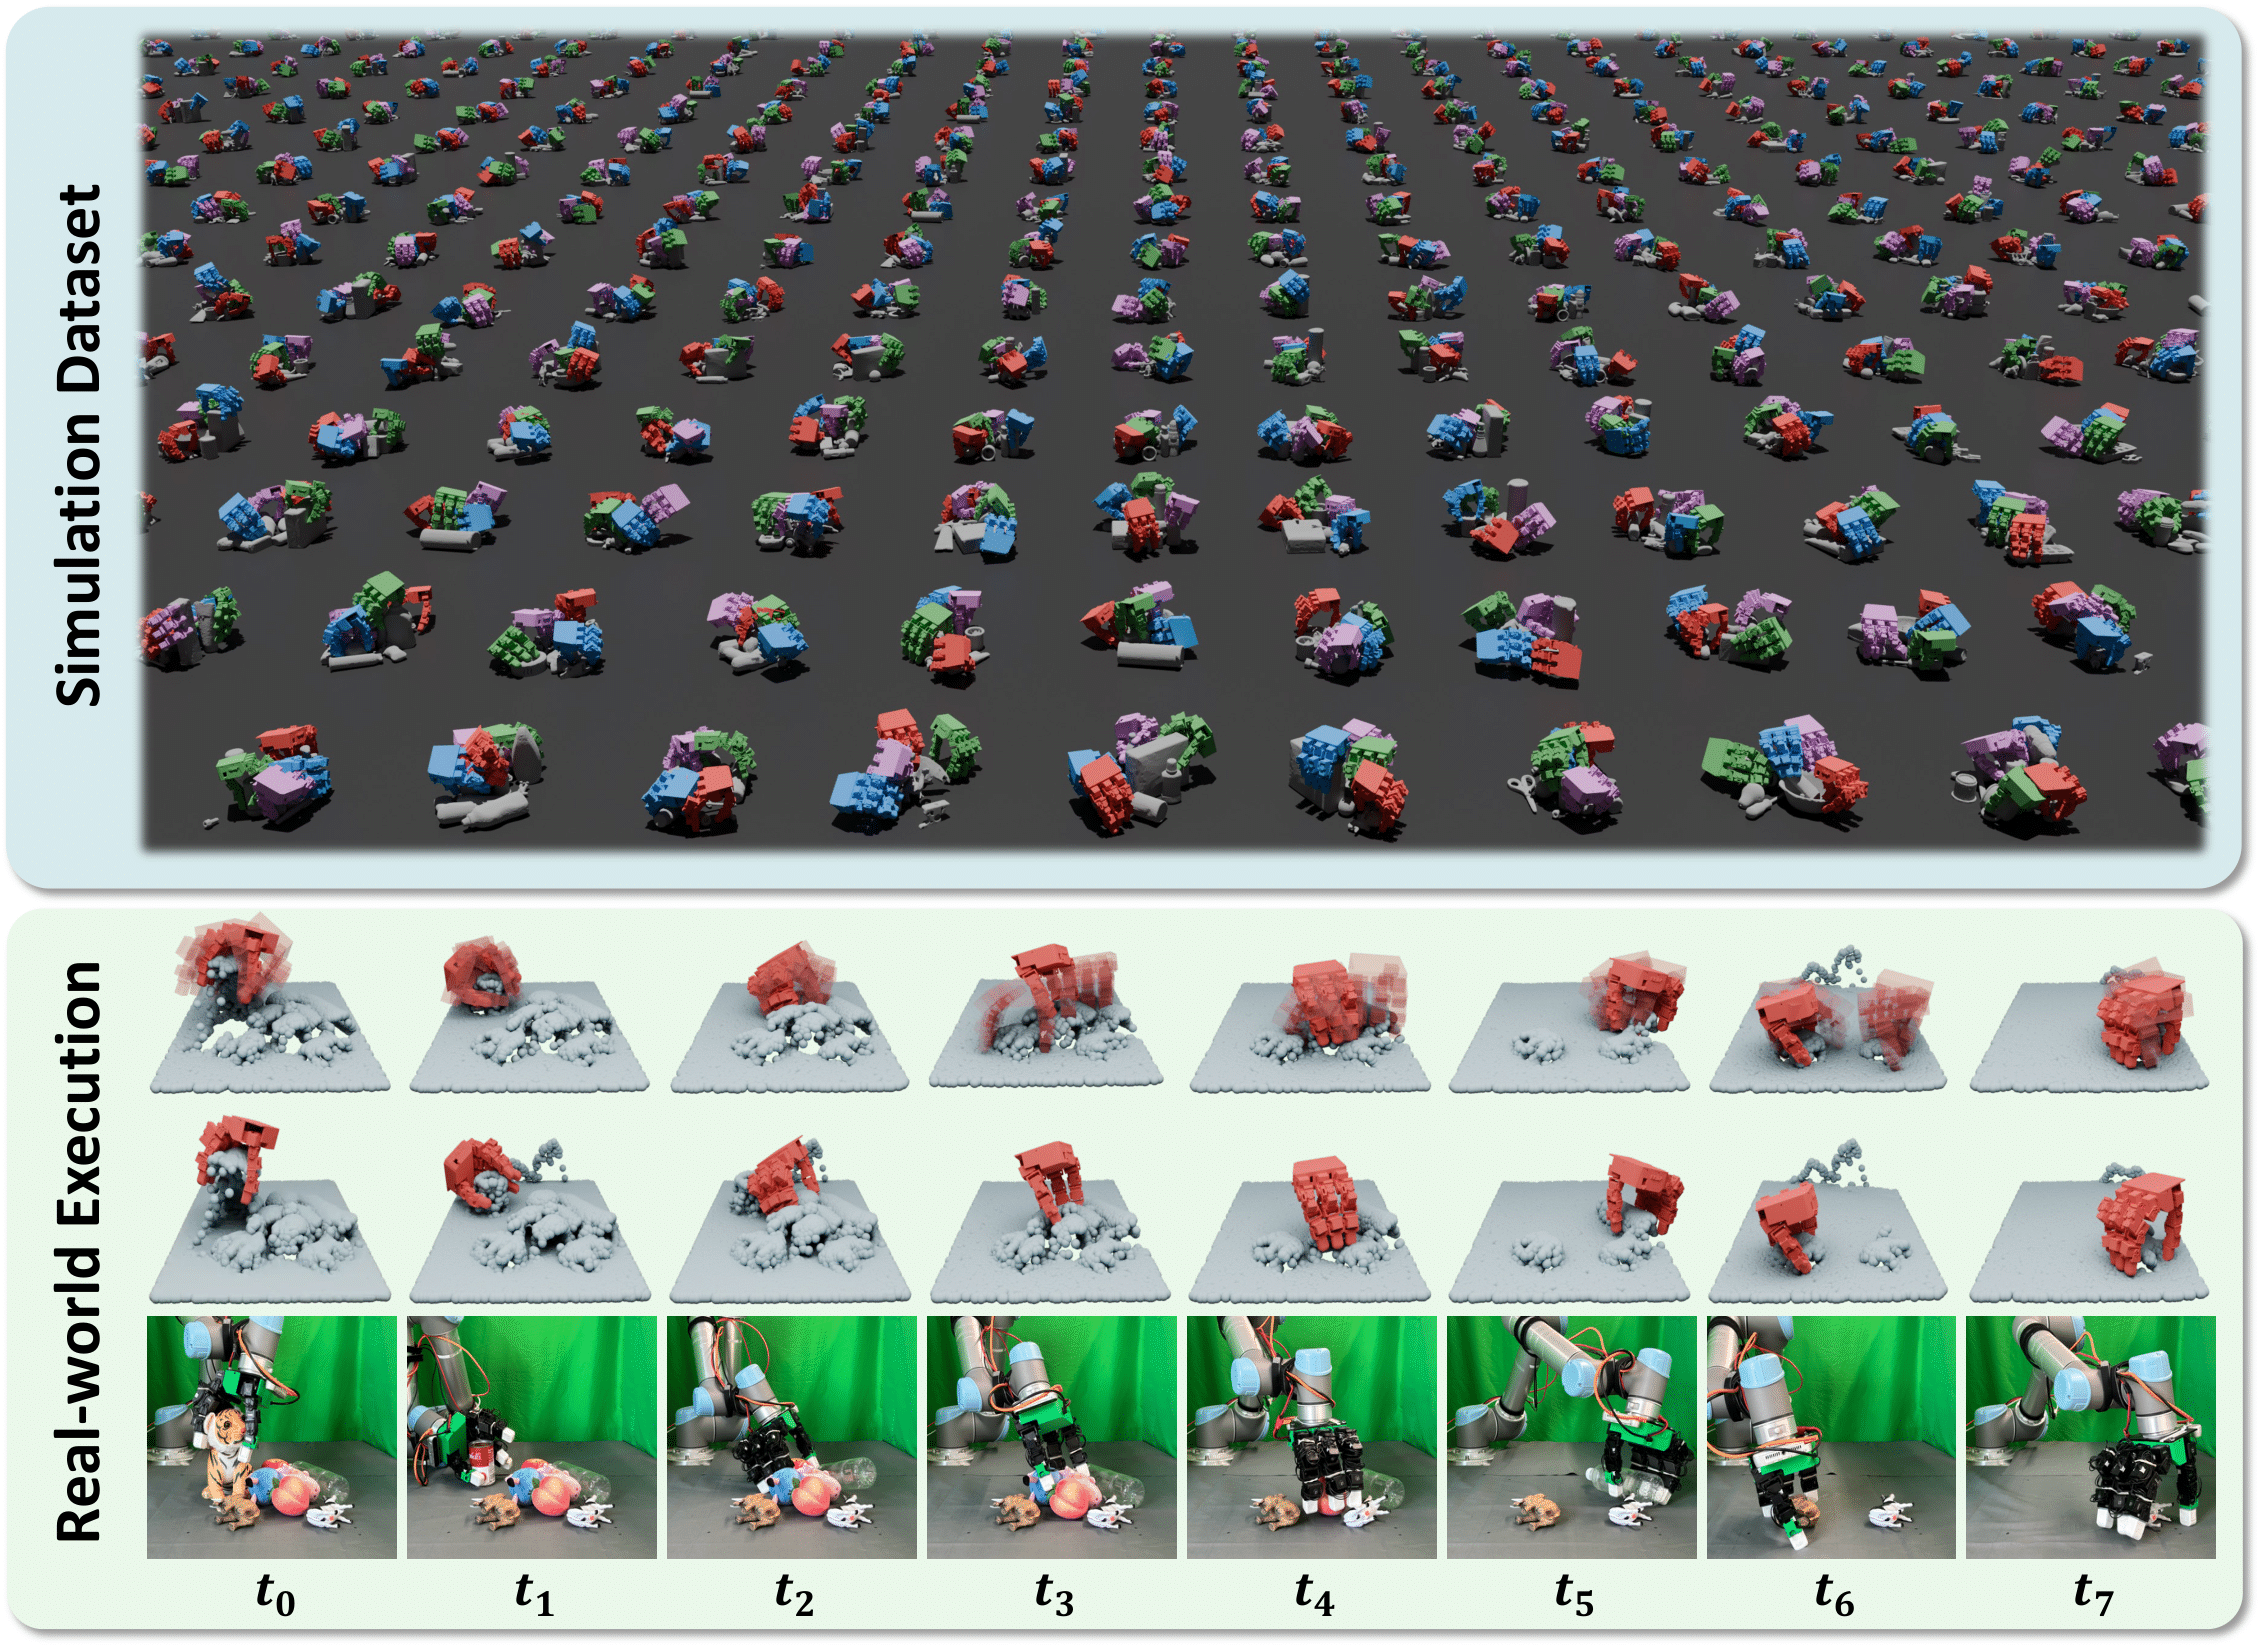 Simulation Dataset
Real-world Execution
t0 t1 t2 t3 t4 t5 t6 t7